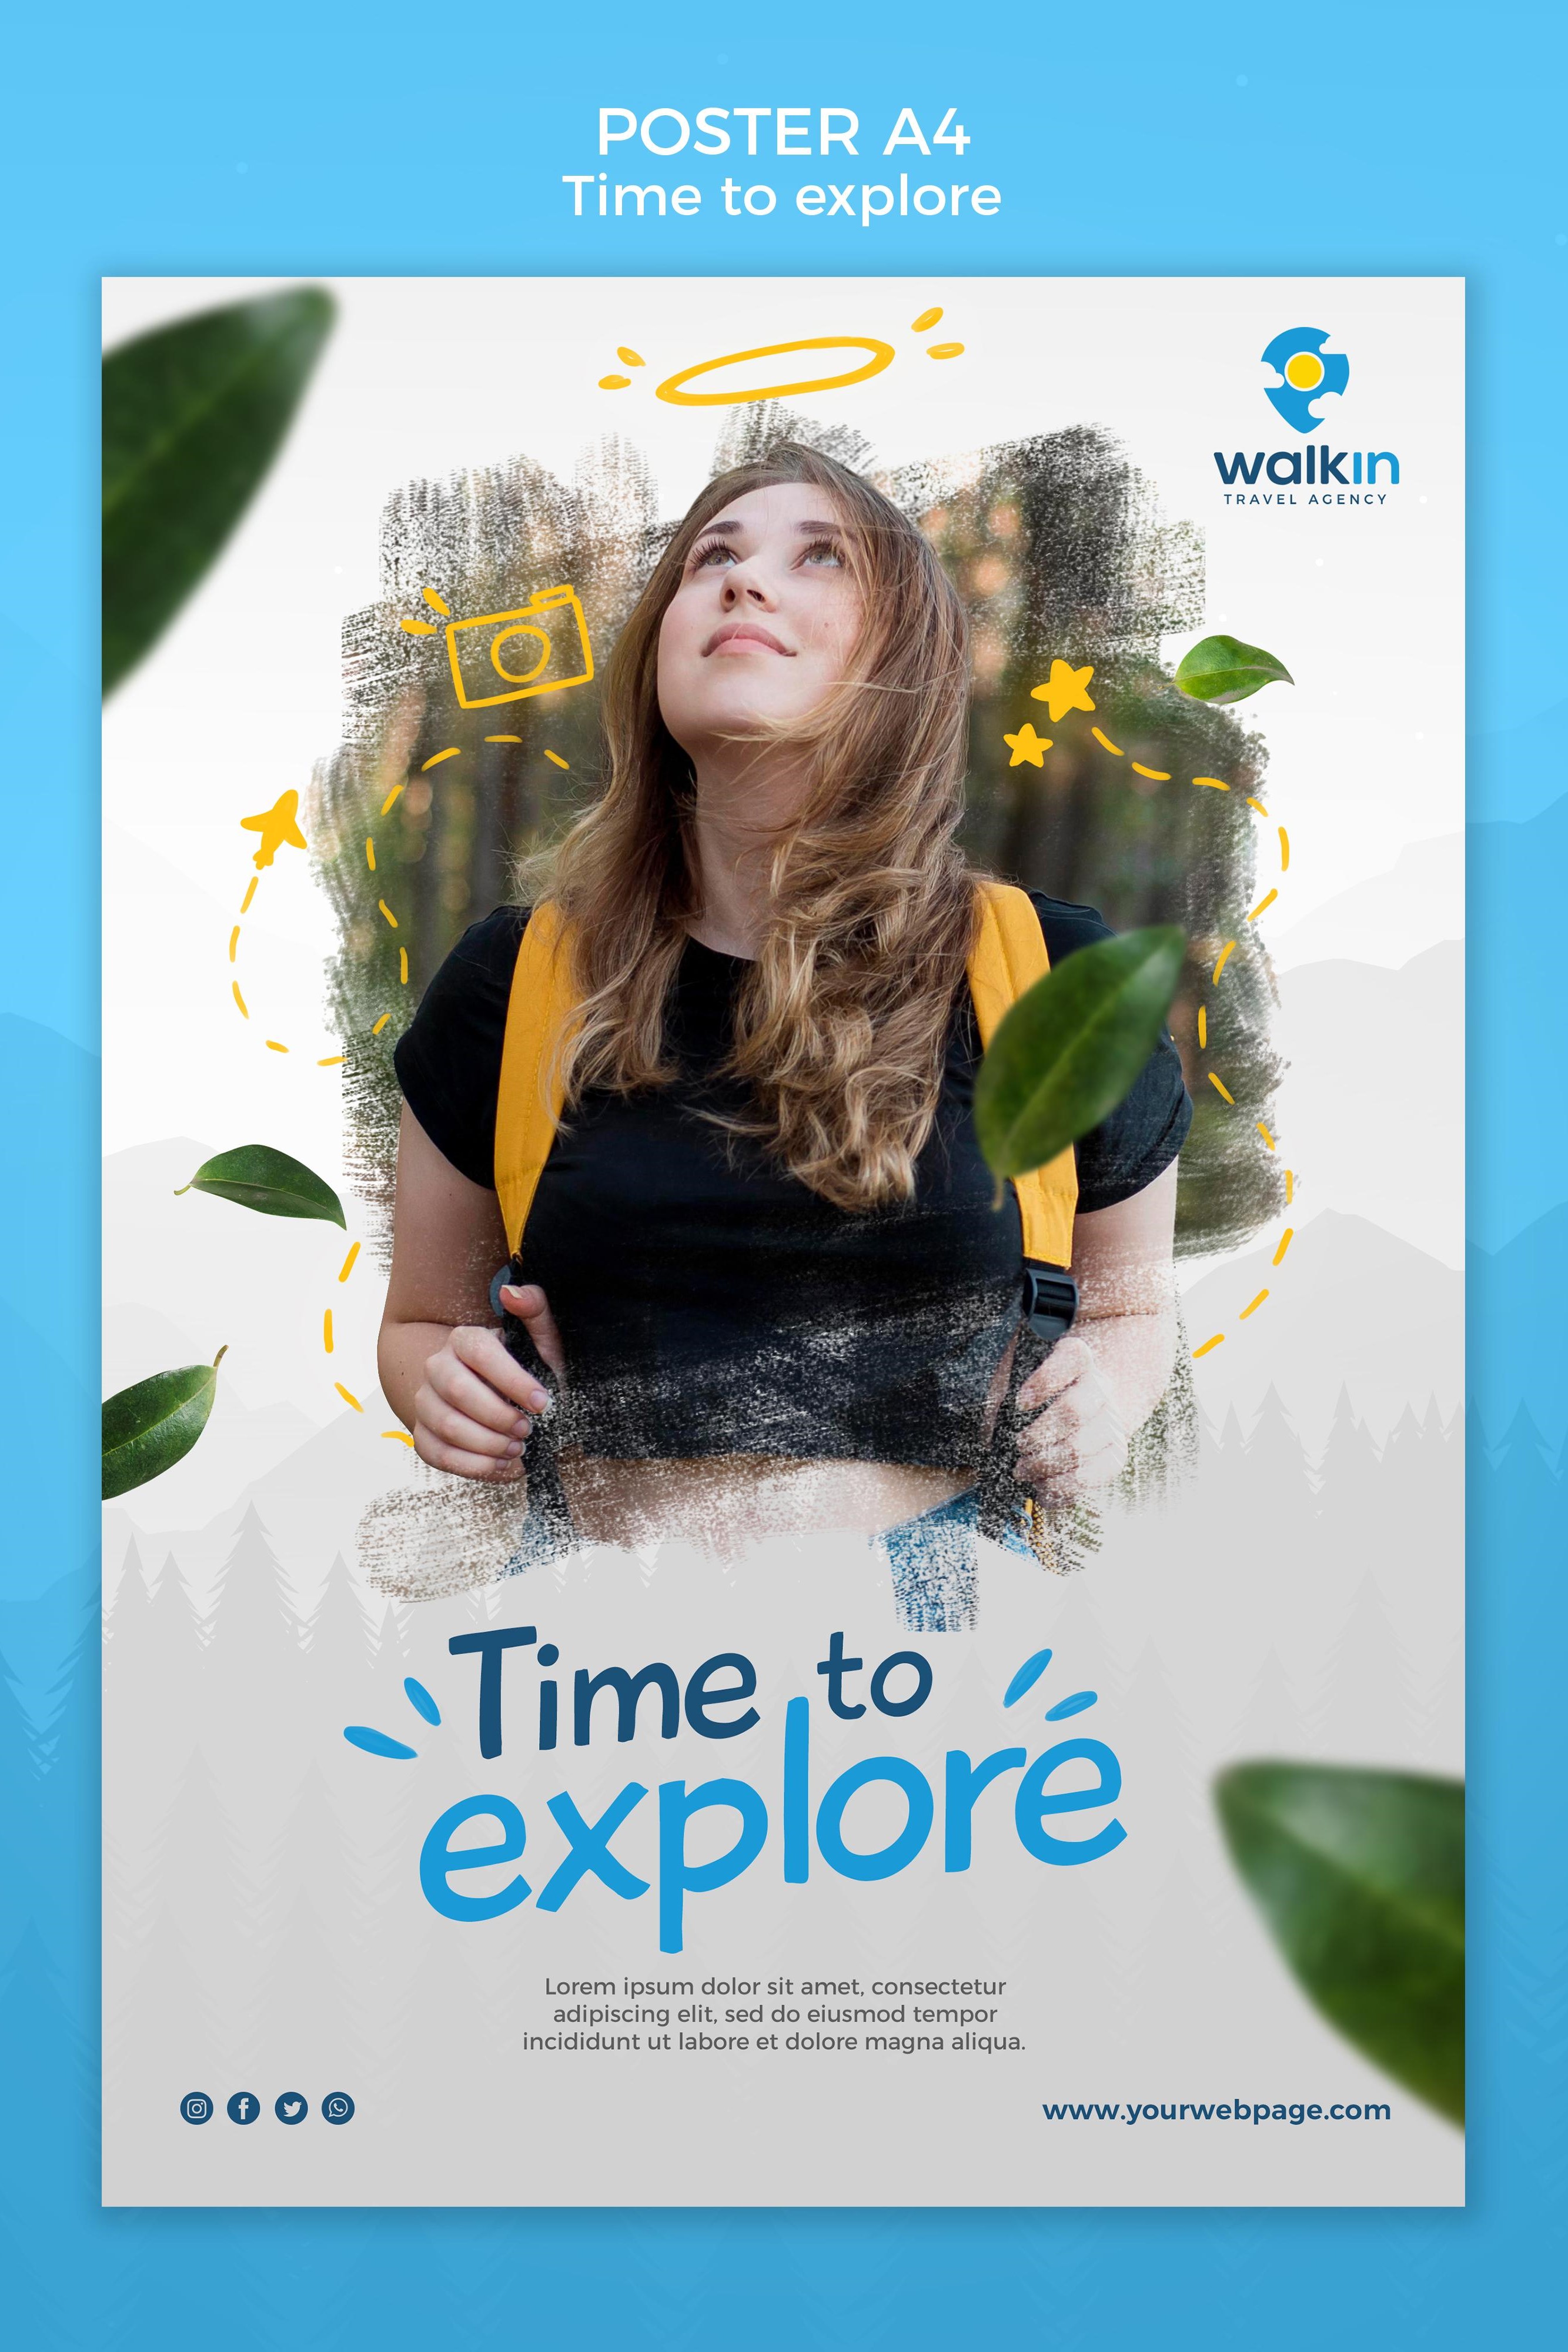 POSTER A4
Time to explore
walkin
TRAVEL AGENCY
Time to
explore
Lorem ipsum dolor sit amet, consectetur
adipiscing elit, sed do eiusmod tempor
incididunt ut labore et dolore magna aliqua.
www.yourwebpage.com